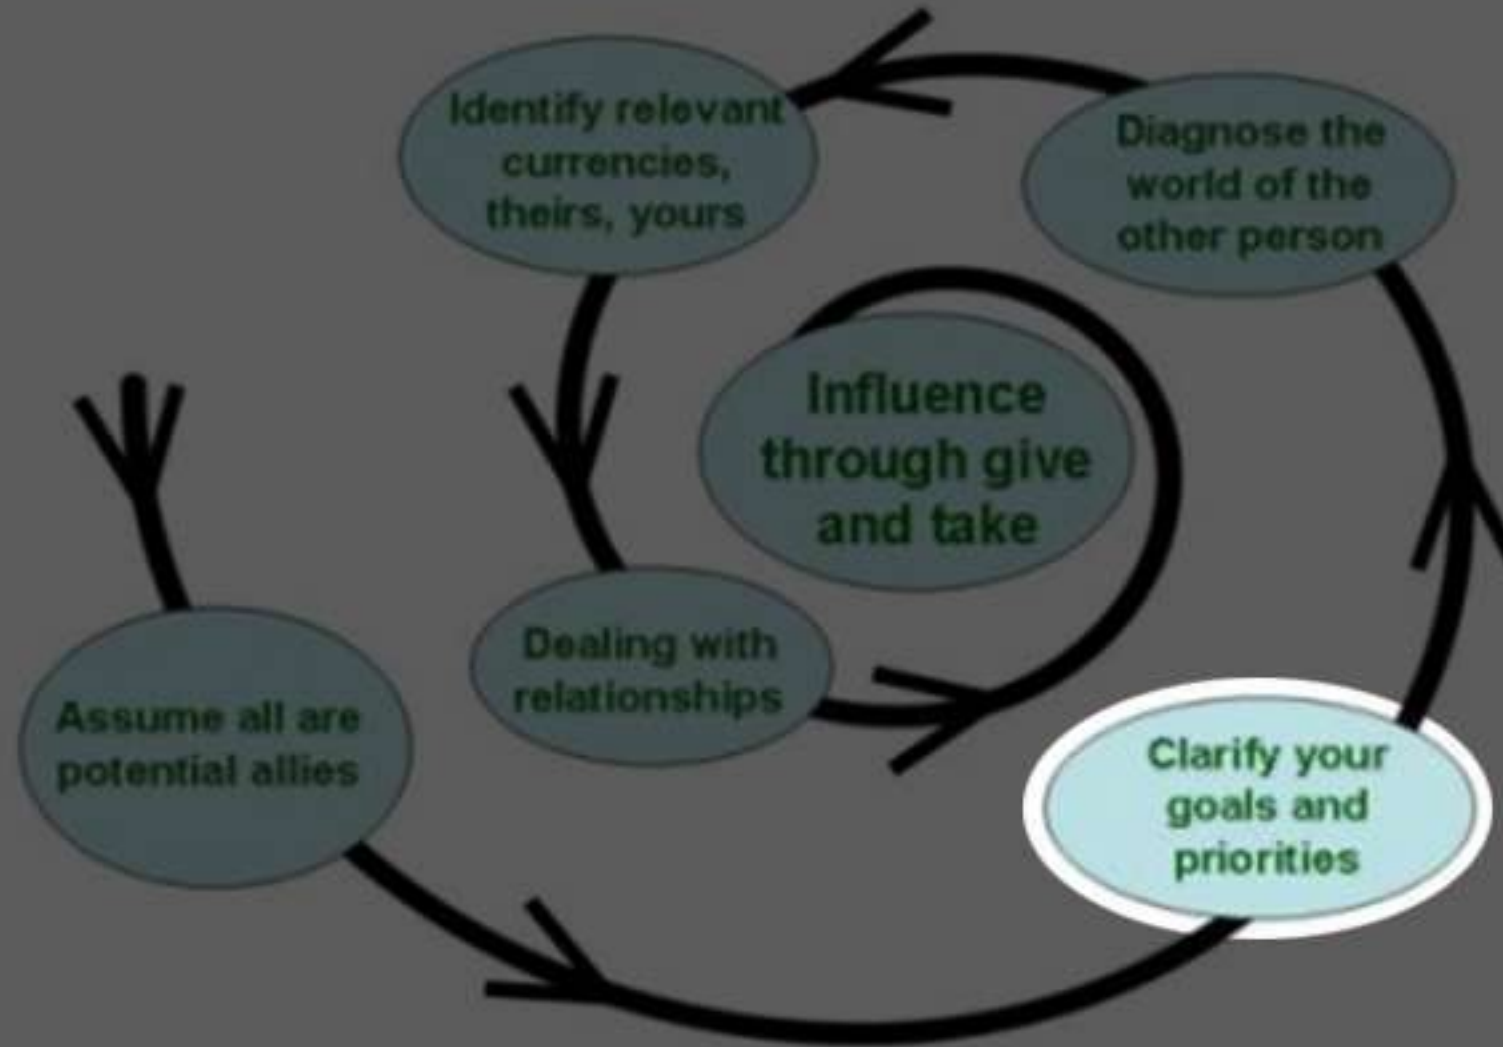 Identify relevant
currencies,
theirs, yours
Diagnose the
world of the
other person
Influence
through give
and take
Dealing with
relationships
Assume all are
potential allies
Clarify your
goals and
priorities